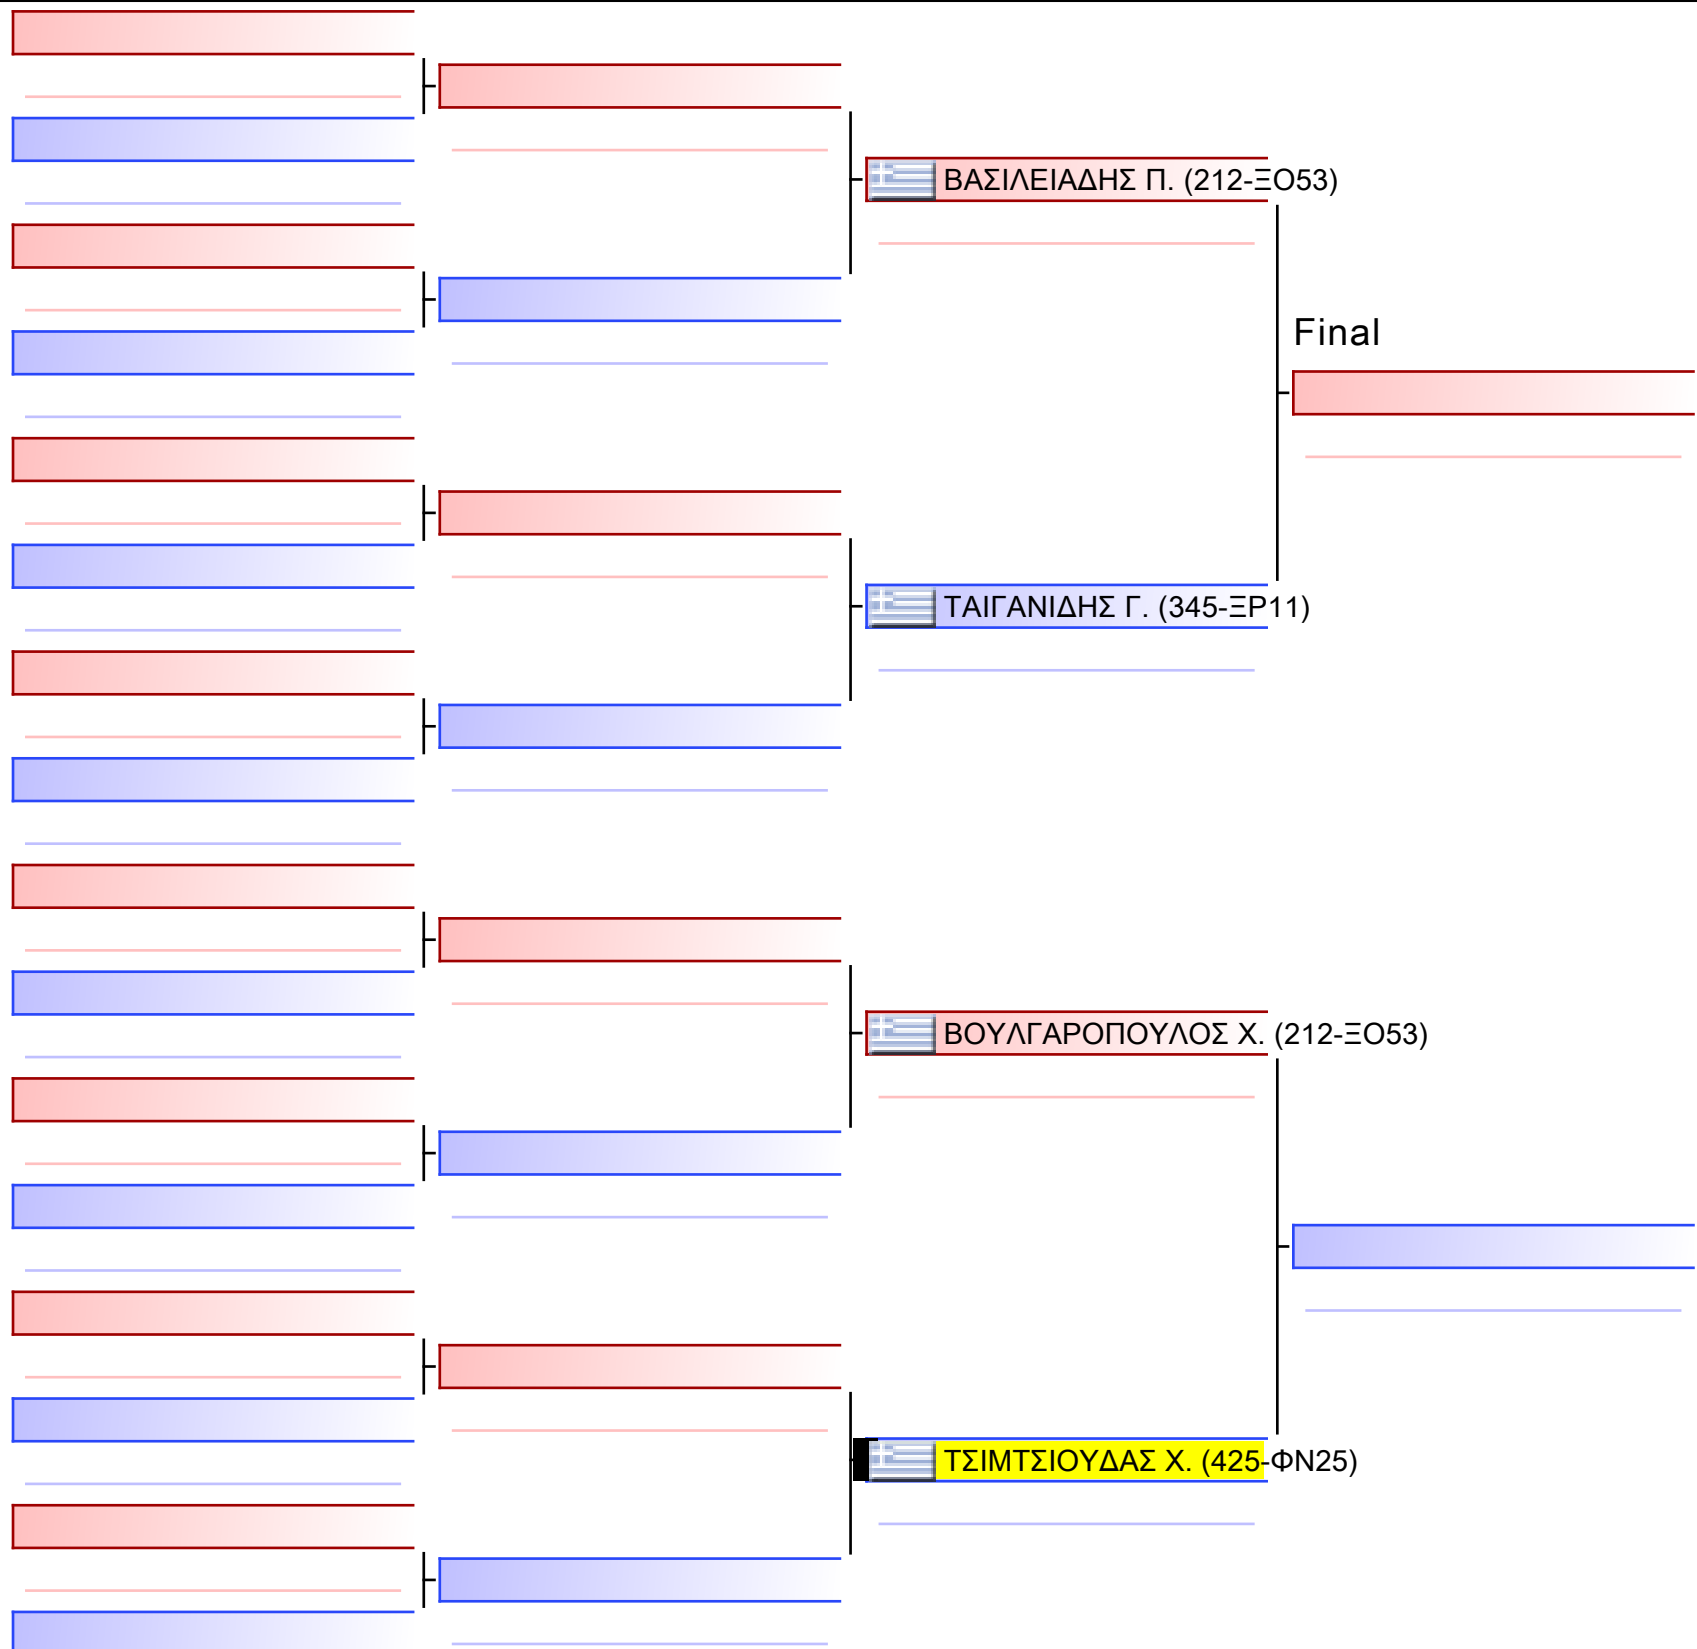 ΒΑΣΙΛΕΙΑΔΗΣ Π. (212-ΞΟ53)
Final
ΤΑΙΓΑΝΙΔΗΣ Γ. (345-ΞΡ11)
ΒΟΥΛΓΑΡΟΠΟΥΛΟΣ Χ. (212-ΞΟ53)
ΤΣΙΜΤΣΙΟΥΔΑΣ Χ. (425-ΦΝ25)